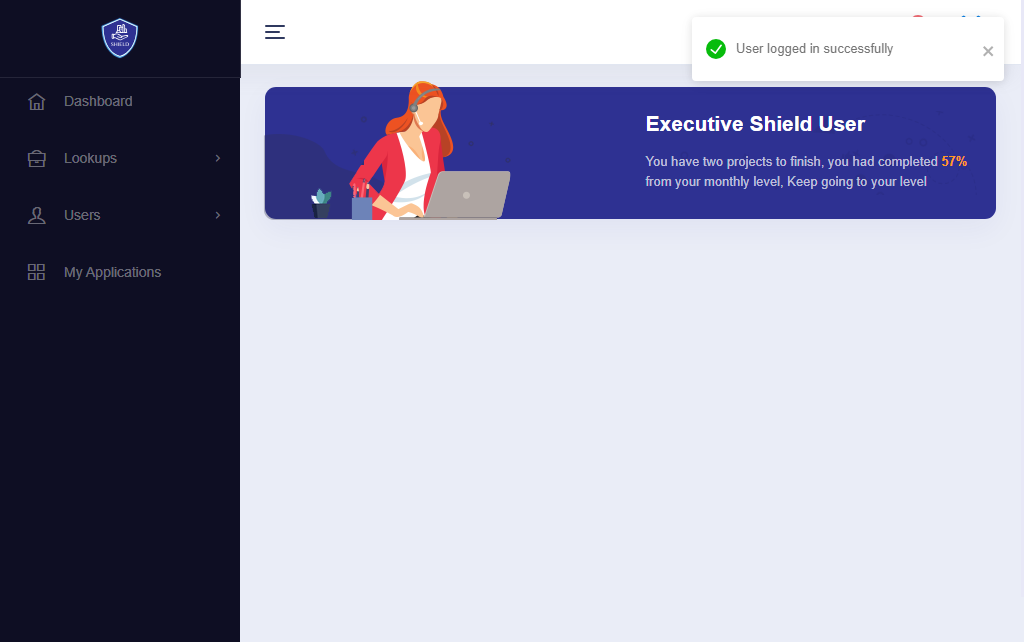 SHIELD
User logged in successfully
Dashboard
Lookups
Users
My Applications
Executive Shield User
You have two projects to finish, you had completed 57%
from your monthly level, Keep going to your level